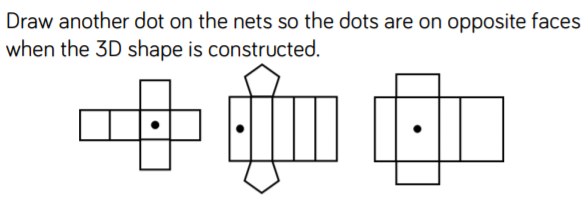 Draw another dot on the nets so the dots are on opposite faces
when the 3D shape is constructed.